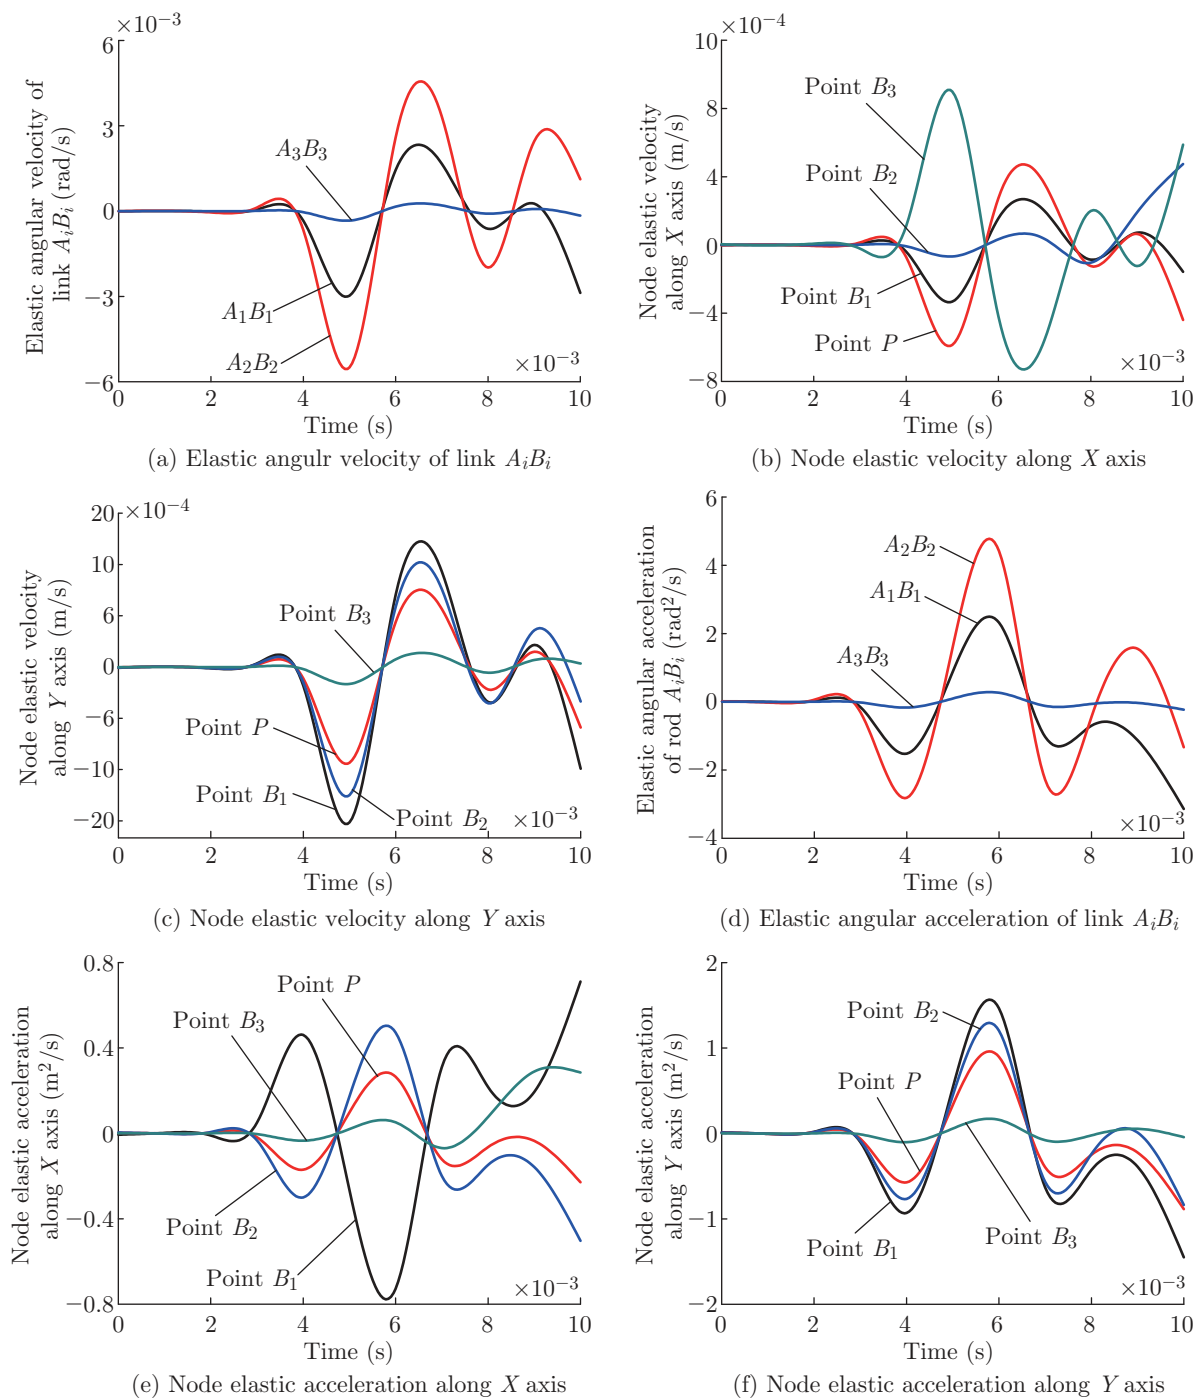 ×10⁻³
6
3
0
−3
−6
Elastic angular velocity of
link AᵢBᵢ (rad/s)
A₃B₃
A₁B₁
A₂B₂
×10⁻³
0 2 4 6 8 10
Time (s)
(a) Elastic angulr velocity of link AᵢBᵢ
×10⁻⁴
10
8
4
0
−4
−8
Node elastic velocity
along X axis (m/s)
Point B₃
Point B₂
Point B₁
Point P
×10⁻³
0 2 4 6 8 10
Time (s)
(b) Node elastic velocity along X axis
×10⁻⁴
20
10
6
0
−6
−10
−20
Node elastic velocity
along Y axis (m/s)
Point B₃
Point P
Point B₁
Point B₂
×10⁻³
0 2 4 6 8 10
Time (s)
(c) Node elastic velocity along Y axis
6
4
2
0
−2
−4
Elastic angular acceleration
of rod AᵢBᵢ (rad²/s)
A₂B₂
A₁B₁
A₃B₃
×10⁻³
0 2 4 6 8 10
Time (s)
(d) Elastic angular acceleration of link AᵢBᵢ
0.8
0.4
0
−0.4
−0.8
Node elastic acceleration
along X axis (m²/s)
Point P
Point B₃
Point B₂
Point B₁
×10⁻³
0 2 4 6 8 10
Time (s)
(e) Node elastic acceleration along X axis
2
1
0
−1
−2
Node elastic acceleration
along Y axis (m²/s)
Point B₂
Point P
Point B₁
Point B₃
×10⁻³
0 2 4 6 8 10
Time (s)
(f) Node elastic acceleration along Y axis